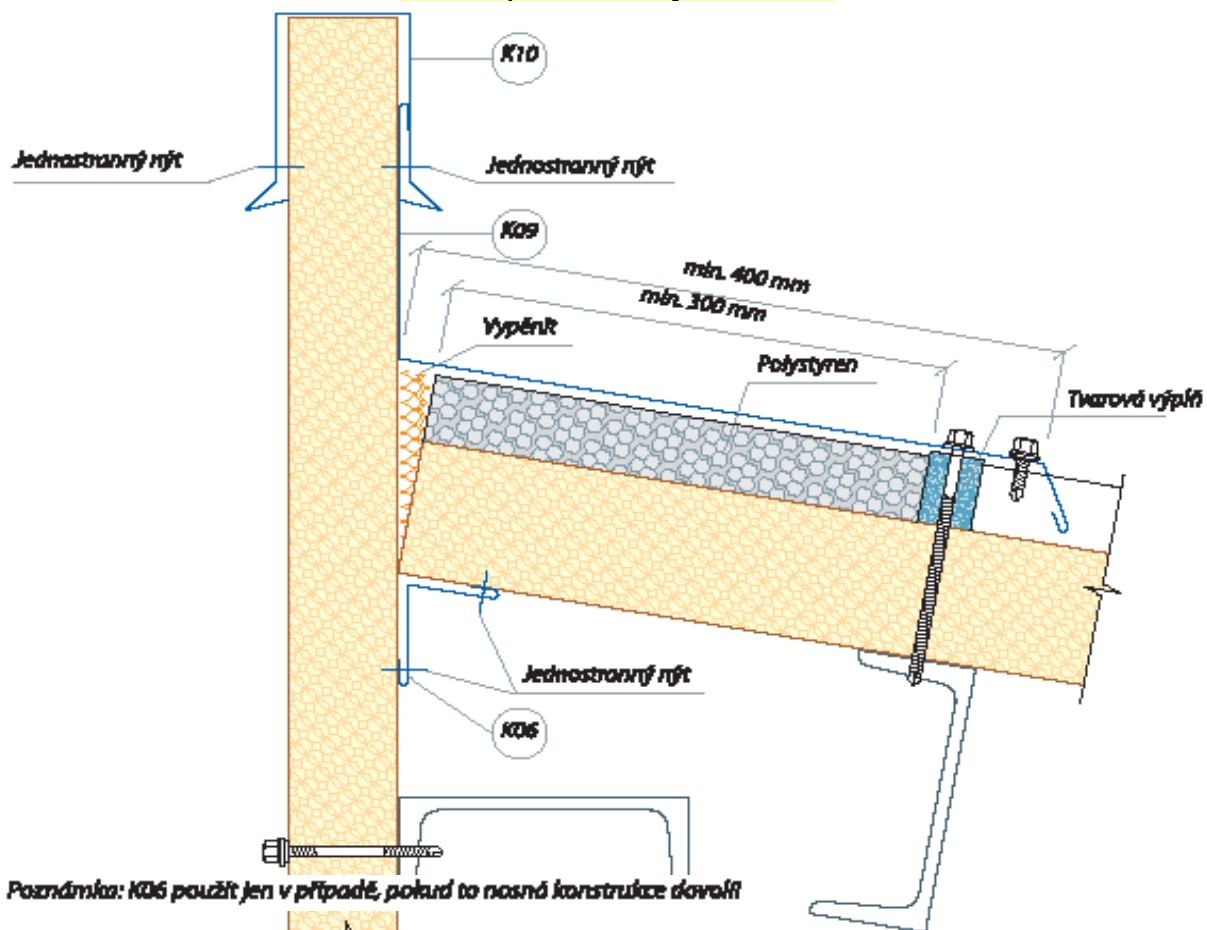 K10
Jednostranný nýt
Jednostranný nýt
K09
min. 400 mm
min. 300 mm
Vypěnit
Polystyren
Tvarová výplň
Jednostranný nýt
K06
Poznámka: K06 použít jen v případě, pokud to nosná konstrukce dovolí!